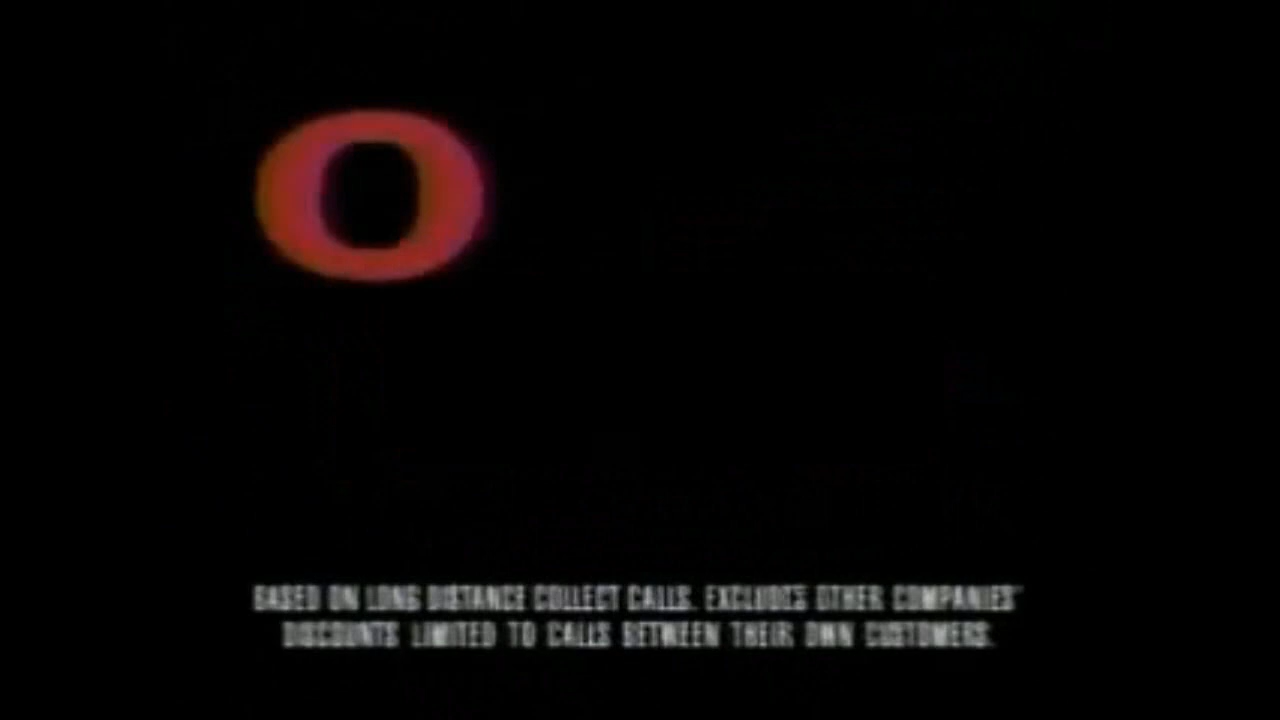 O
BASED ON LONG DISTANCE COLLECT CALLS. EXCLUDES OTHER COMPANIES'
DISCOUNTS LIMITED TO CALLS BETWEEN THEIR OWN CUSTOMERS.